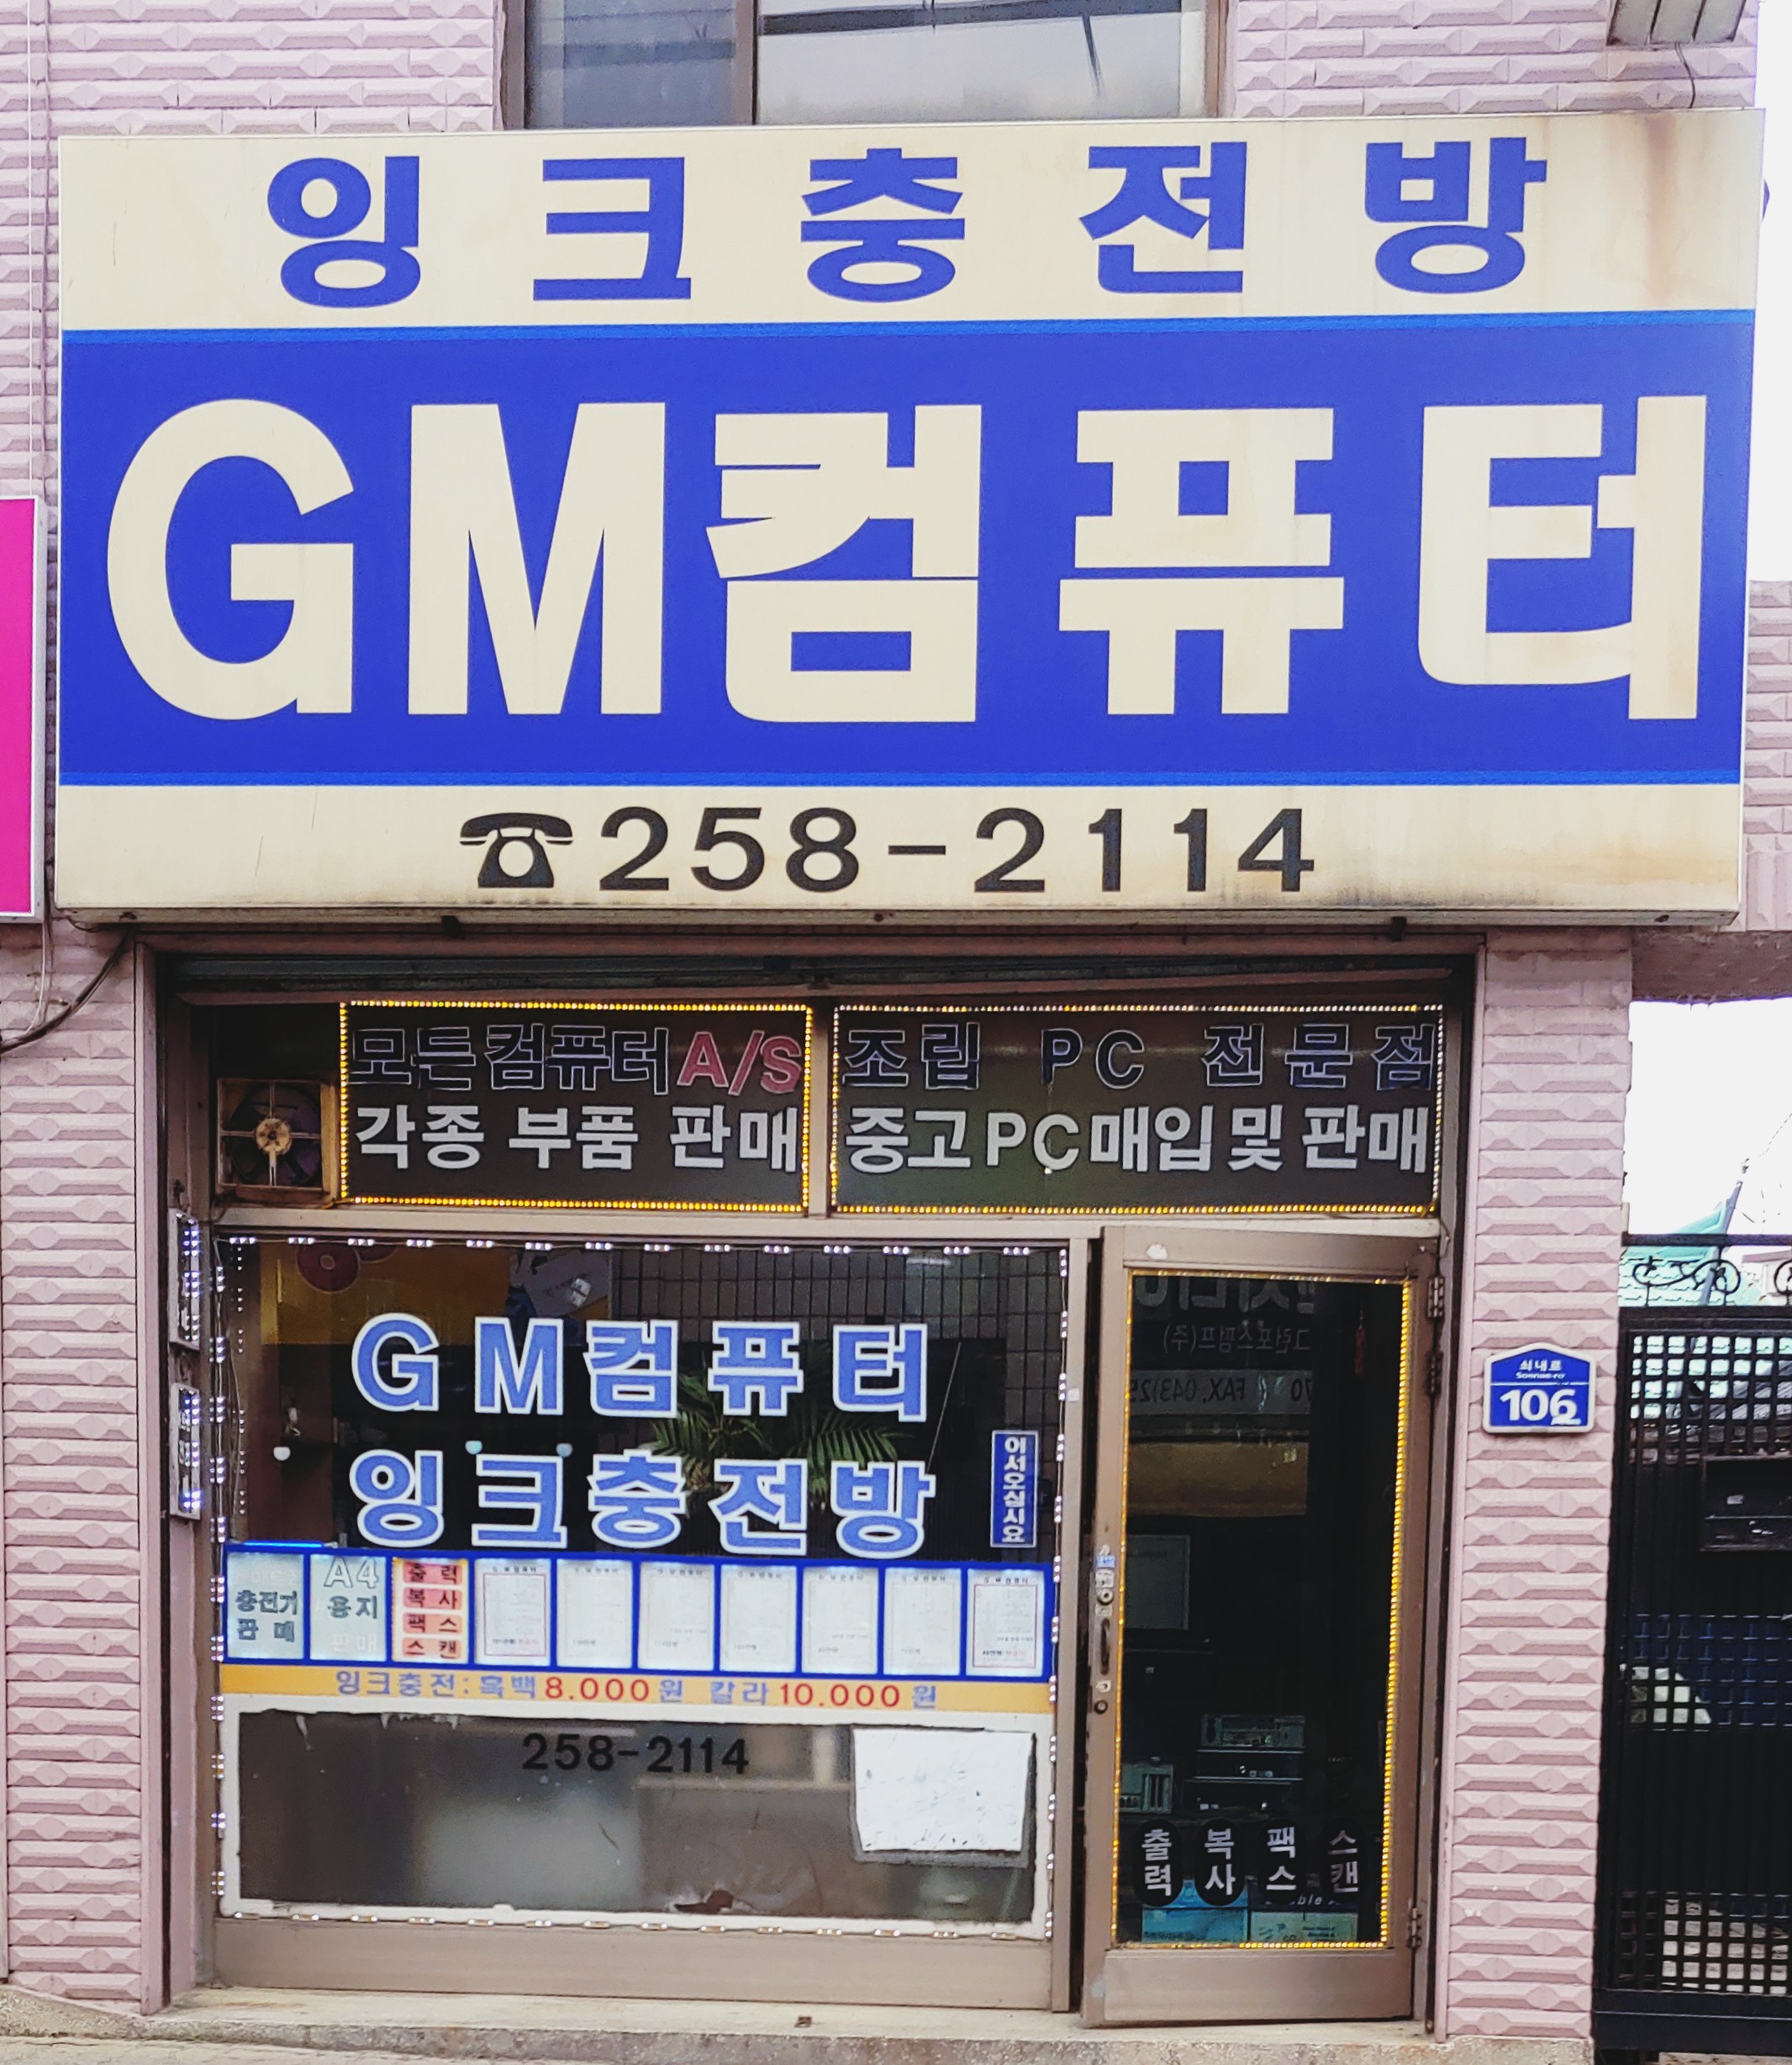 잉크충전방
GM컴퓨터
☎258-2114
모든컴퓨터A/S
각종 부품 판매
조립 PC 전문점
중고PC매입및판매
GM컴퓨터
잉크충전방
어서오십시요
충전기
판매
A4
용지
판매
출력
복사
팩스
스캔
잉크충전:흑백8.000원 칼라10.000원
258-2114
쇠내로
106
출력
복사
팩스
스캔